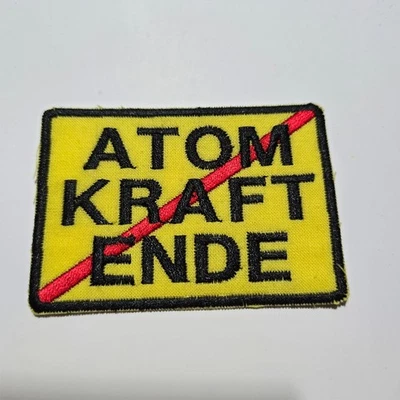 ATOM
KRAFT
ENDE